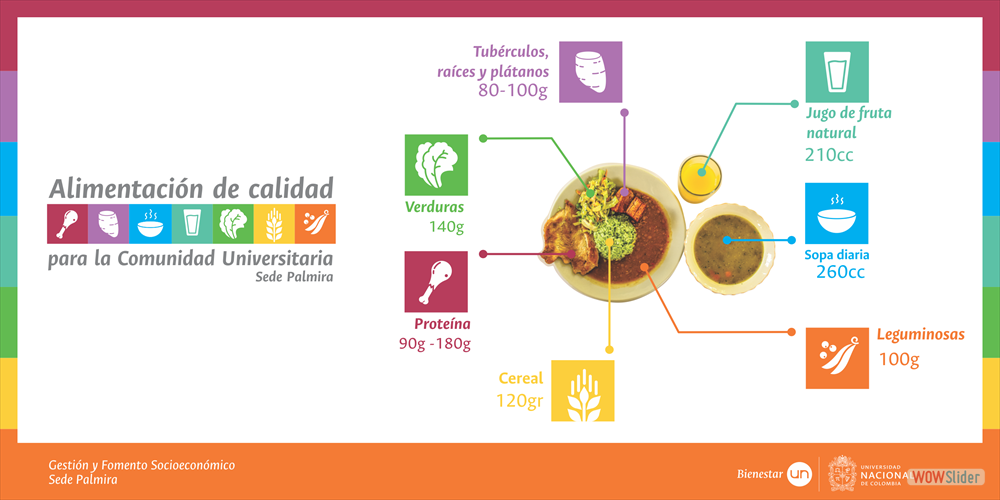 Alimentación de calidad
para la Comunidad Universitaria
Sede Palmira
Tubérculos,
raíces y plátanos
80-100g
Verduras
140g
Proteína
90g -180g
Cereal
120gr
Jugo de fruta
natural
210cc
Sopa diaria
260cc
Leguminosas
100g
Gestión y Fomento Socioeconómico
Sede Palmira
Bienestar un
UNIVERSIDAD
NACIONAL
DE COLOMBIA
WOWSlider